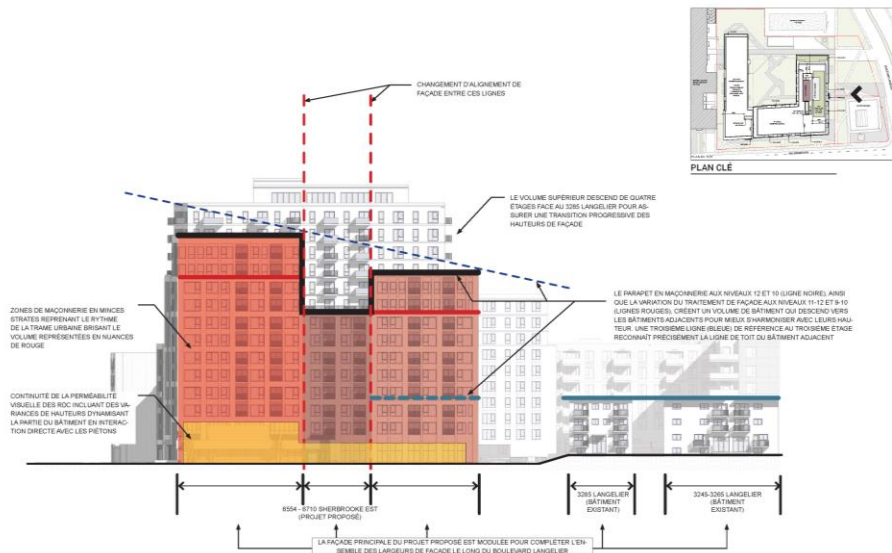 CHANGEMENT D'ALIGNEMENT DE
FAÇADE ENTRE CES LIGNES
PLAN CLÉ
LE VOLUME SUPÉRIEUR DESCEND DE QUATRE
ÉTAGES FACE AU 3285 LANGELIER POUR AS-
SURER UNE TRANSITION PROGRESSIVE DES
HAUTEURS DE FAÇADE
LE PARAPET EN MAÇONNERIE AUX NIVEAUX 12 ET 10 (LIGNE NOIRE), AINSI
QUE LA VARIATION DU TRAITEMENT DE FAÇADE AUX NIVEAUX 11-12 ET 9-10
(LIGNES ROUGES), CRÉENT UN VOLUME DE BÂTIMENT QUI DESCEND VERS
LES BÂTIMENTS ADJACENTS POUR MIEUX S'HARMONISER AVEC LEURS HAU-
TEUR. UNE TROISIÈME LIGNE (BLEUE) DE RÉFÉRENCE AU TROISIÈME ÉTAGE
RECONNAÎT PRÉCISÉMENT LA LIGNE DE TOIT DU BÂTIMENT ADJACENT
ZONES DE MAÇONNERIE EN MINCES
STRATES REPRENANT LE RYTHME
DE LA TRAME URBAINE BRISANT LE
VOLUME REPRÉSENTÉES EN NUANCES
DE ROUGE
CONTINUITÉ DE LA PERMÉABILITÉ
VISUELLE DES RDC INCLUANT DES VA-
RIANCES DE HAUTEURS DYNAMISANT
LA PARTIE DU BÂTIMENT EN INTERAC-
TION DIRECTE AVEC LES PIÉTONS
6554 - 6710 SHERBROOKE EST
(PROJET PROPOSÉ)
3285 LANGELIER
(BÂTIMENT
EXISTANT)
3245-3265 LANGELIER
(BÂTIMENT
EXISTANT)
LA FAÇADE PRINCIPALE DU PROJET PROPOSÉ EST MODULÉE POUR COMPLÉTER L'EN-
SEMBLE DES LARGEURS DE FAÇADE LE LONG DU BOULEVARD LANGELIER